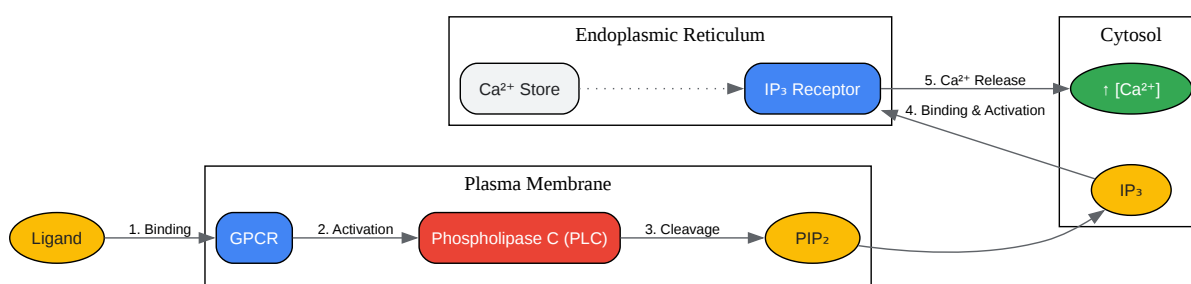 Endoplasmic Reticulum
Cytosol
Ca²⁺ Store
IP₃ Receptor
5. Ca²⁺ Release
↑ [Ca²⁺]
4. Binding & Activation
Plasma Membrane
IP₃
Ligand
1. Binding
GPCR
2. Activation
Phospholipase C (PLC)
3. Cleavage
PIP₂